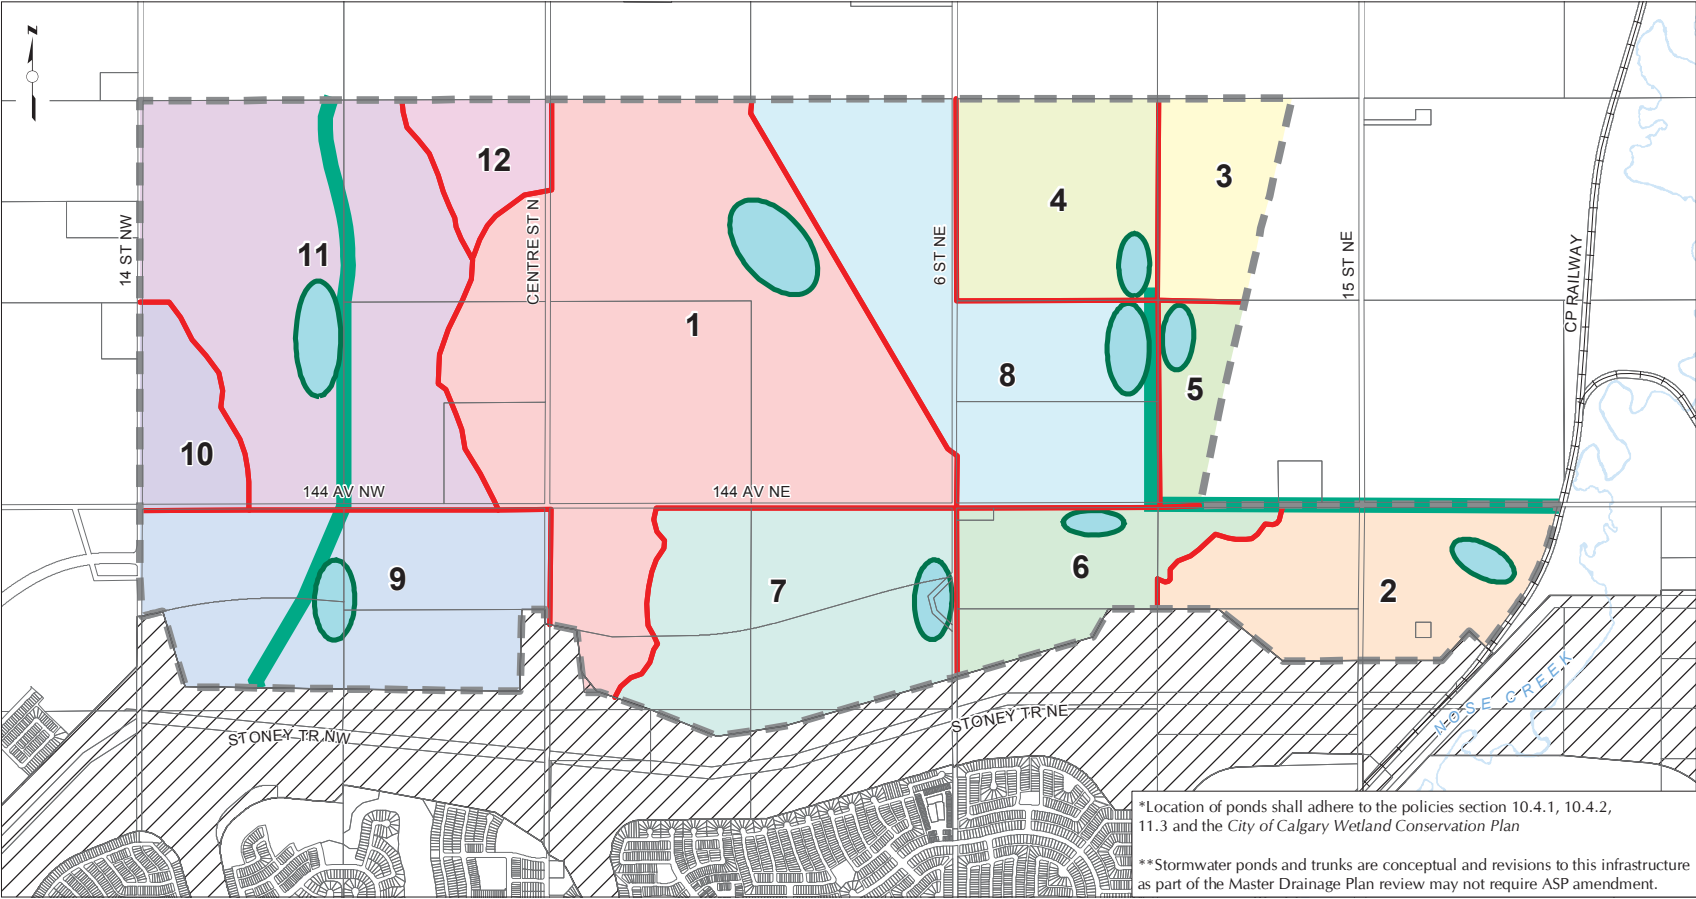 N
12
3
4
14 ST NW
CENTRE ST N
6 ST NE
15 ST NE
CP RAILWAY
11
1
8
5
10
144 AV NW
144 AV NE
9
7
6
2
STONEY TR NW
STONEY TR NE
NOSE CREEK
*Location of ponds shall adhere to the policies section 10.4.1, 10.4.2,
11.3 and the City of Calgary Wetland Conservation Plan
**Stormwater ponds and trunks are conceptual and revisions to this infrastructure
as part of the Master Drainage Plan review may not require ASP amendment.